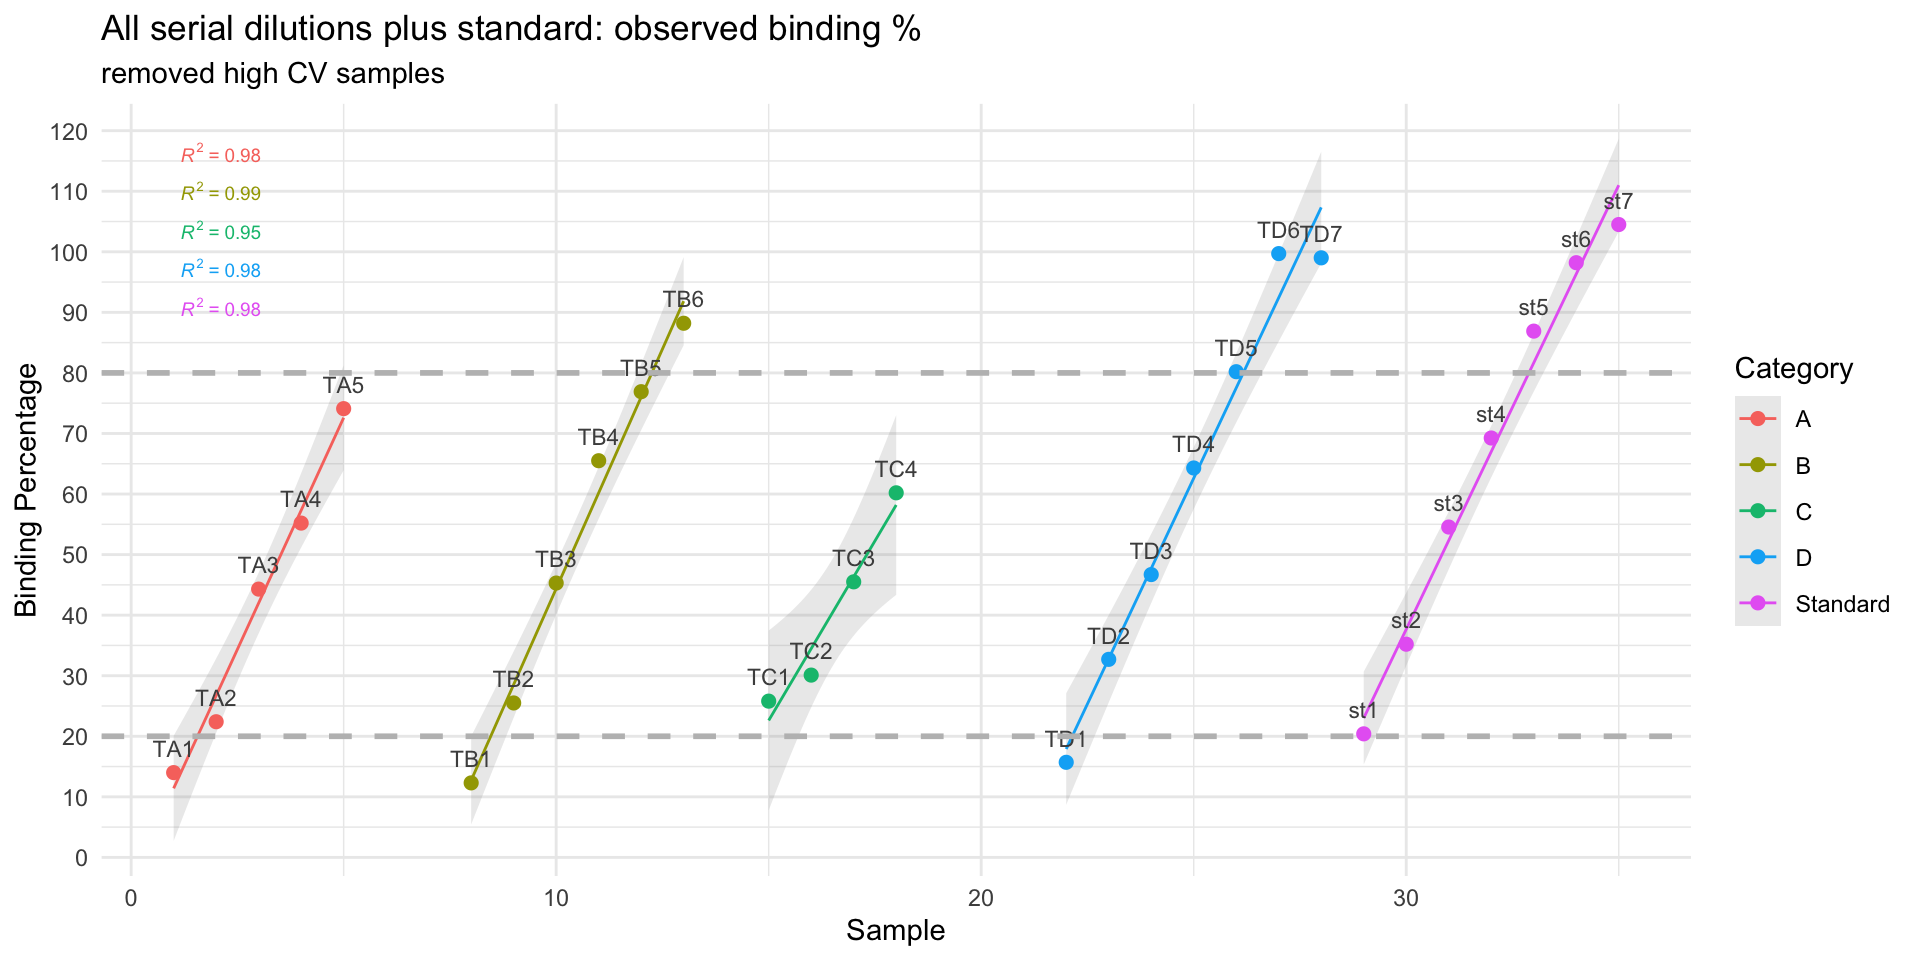 All serial dilutions plus standard: observed binding %
removed high CV samples
Binding Percentage
120
110
100
90
80
70
60
50
40
30
20
10
0
R² = 0.98
R² = 0.99
R² = 0.95
R² = 0.98
R² = 0.98
TA1
TA2
TA3
TA4
TA5
TB1
TB2
TB3
TB4
TB5
TB6
TC1
TC2
TC3
TC4
TD1
TD2
TD3
TD4
TD5
TD6
TD7
st1
st2
st3
st4
st5
st6
st7
0 10 20 30
Sample
Category
A
B
C
D
Standard